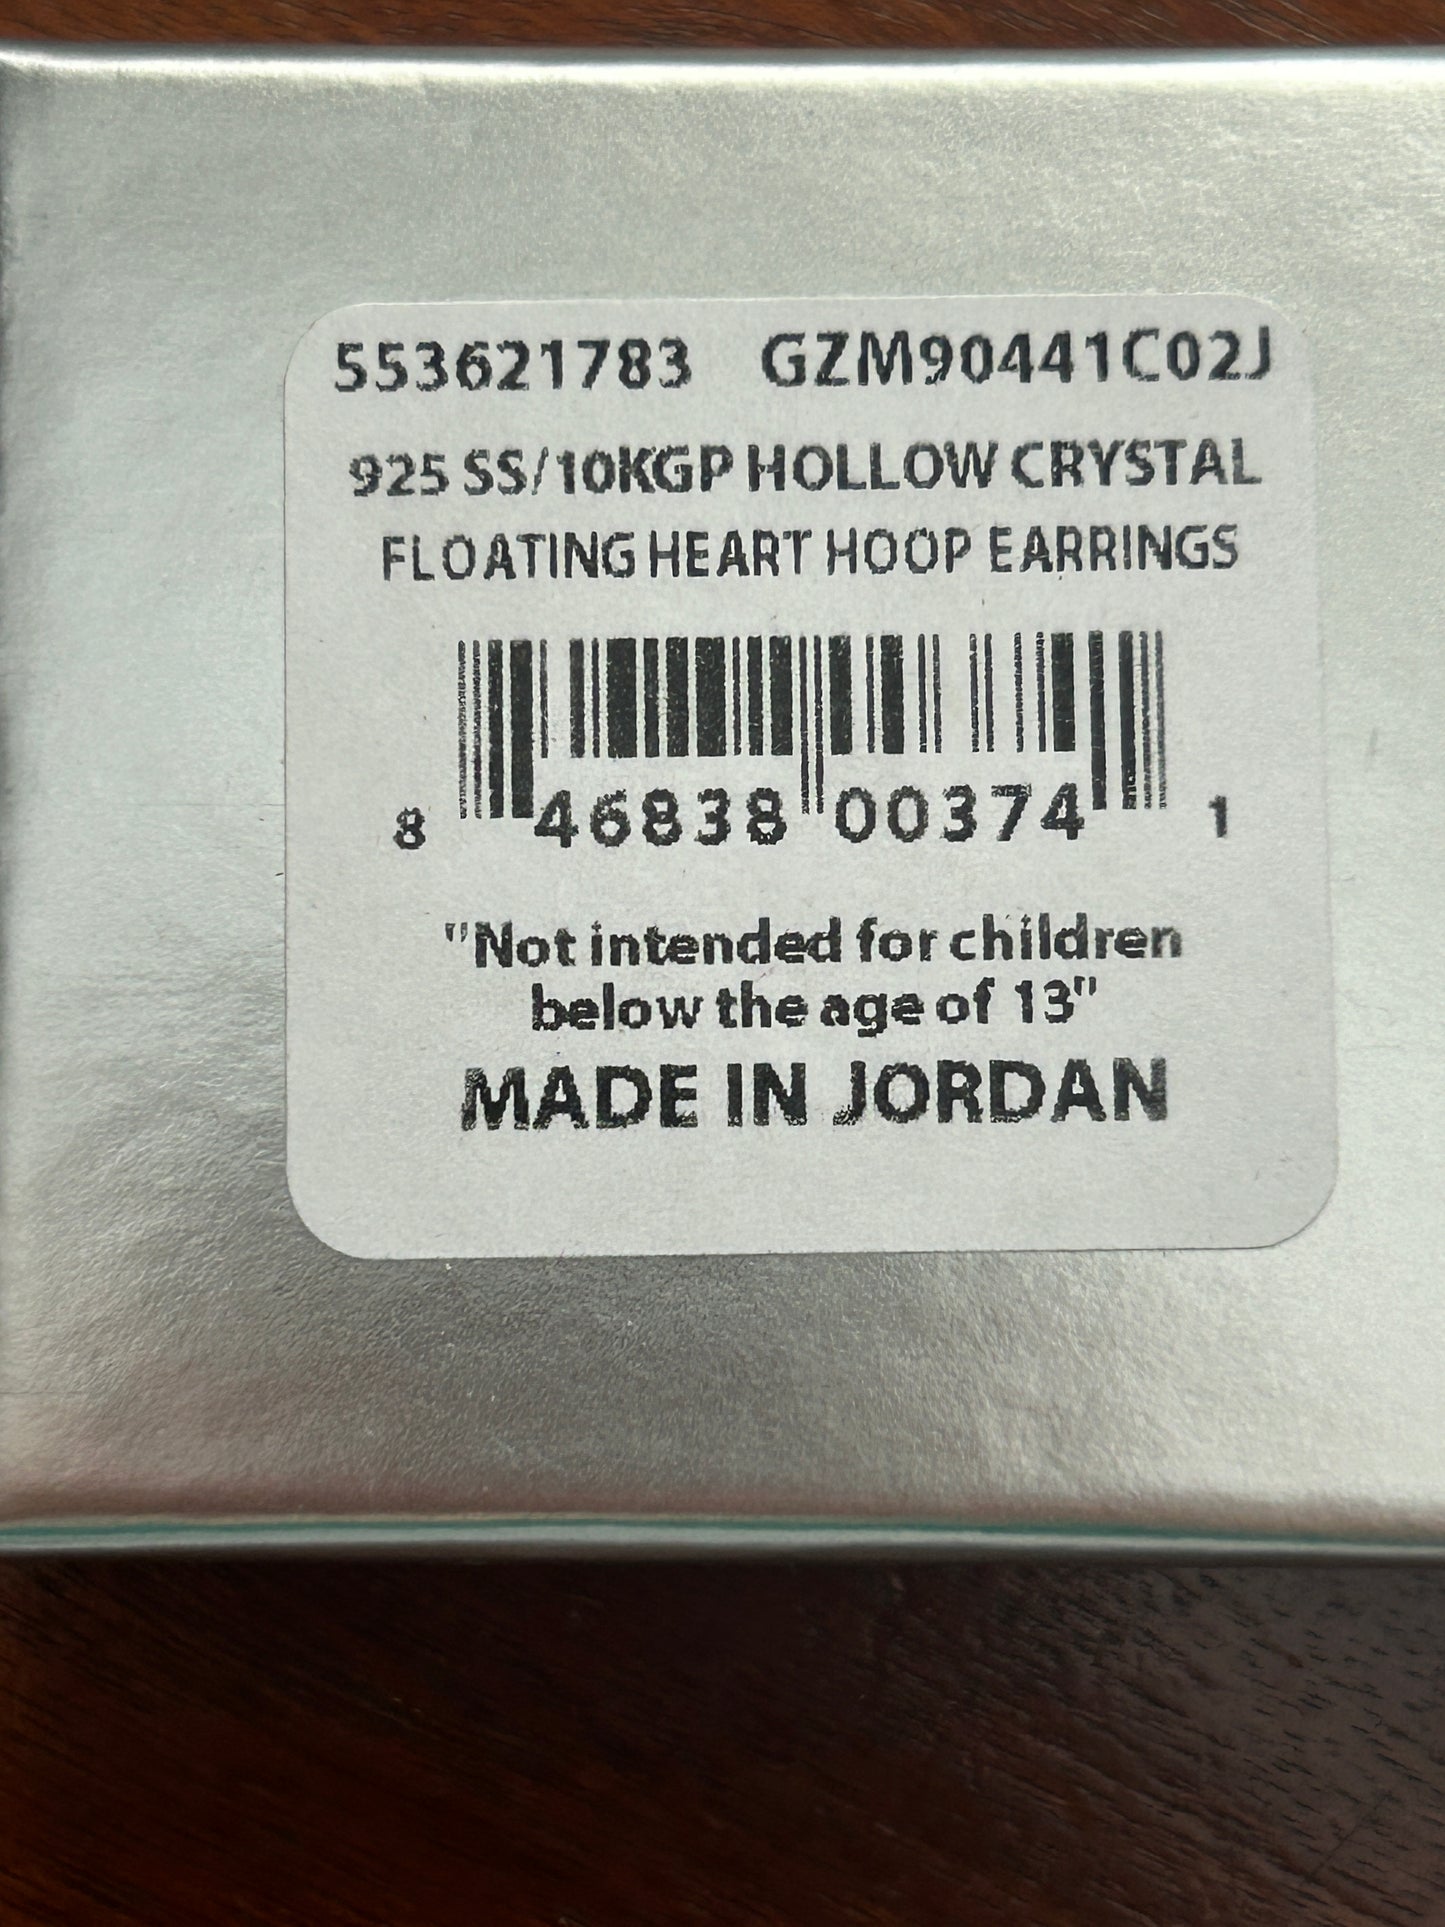 553621783 GZM90441C02J
925 SS/10KGP HOLLOW CRYSTAL
FLOATING HEART HOOP EARRINGS
8 46838 00374 1
"Not intended for children
below the age of 13"
MADE IN JORDAN